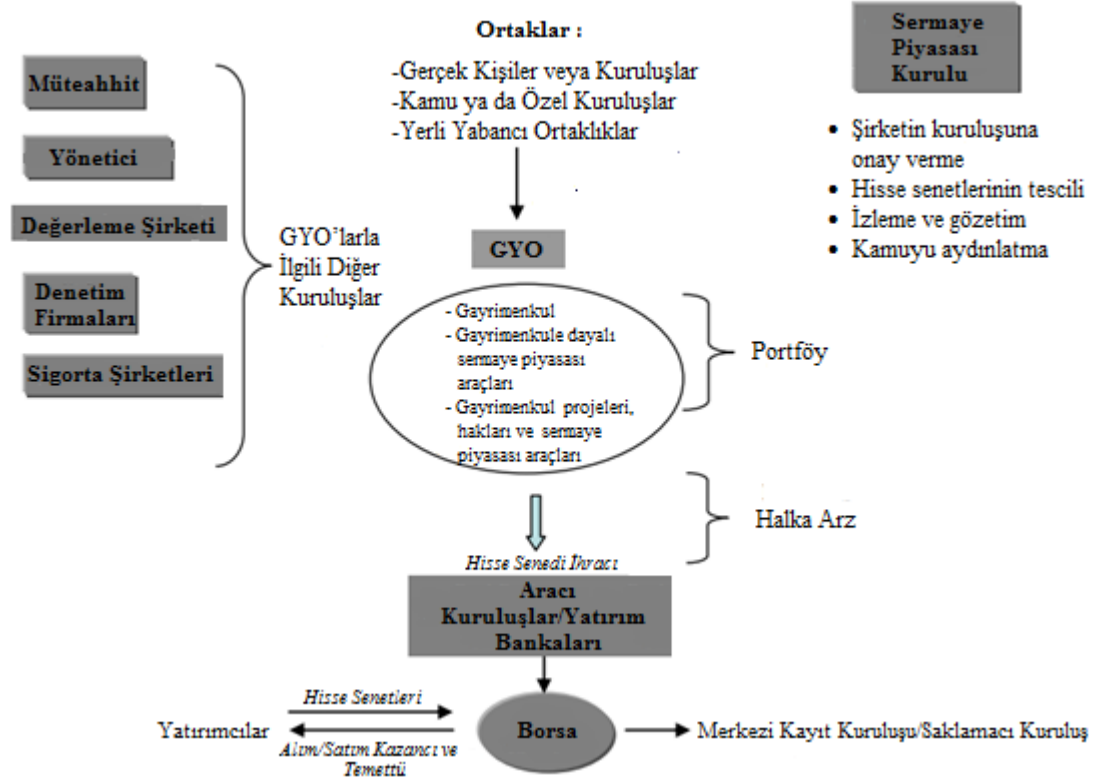 Ortaklar :
-Gerçek Kişiler veya Kuruluşlar
-Kamu ya da Özel Kuruluşlar
-Yerli Yabancı Ortaklıklar
Sermaye
Piyasası
Kurulu
• Şirketin kuruluşuna
onay verme
• Hisse senetlerinin tescili
• İzleme ve gözetim
• Kamuyu aydınlatma
Müteahhit
Yönetici
Değerleme Şirketi
Denetim
Firmaları
Sigorta Şirketleri
GYO’larla
İlgili Diğer
Kuruluşlar
GYO
- Gayrimenkul
- Gayrimenkule dayalı
sermaye piyasası
araçları
- Gayrimenkul projeleri,
hakları ve sermaye
piyasası araçları
Portföy
Halka Arz
Hisse Senedi İhracı
Aracı
Kuruluşlar/Yatırım
Bankaları
Hisse Senetleri
Yatırımcılar
Alım/Satım Kazancı ve
Temettü
Borsa
Merkezi Kayıt Kuruluşu/Saklamacı Kuruluş